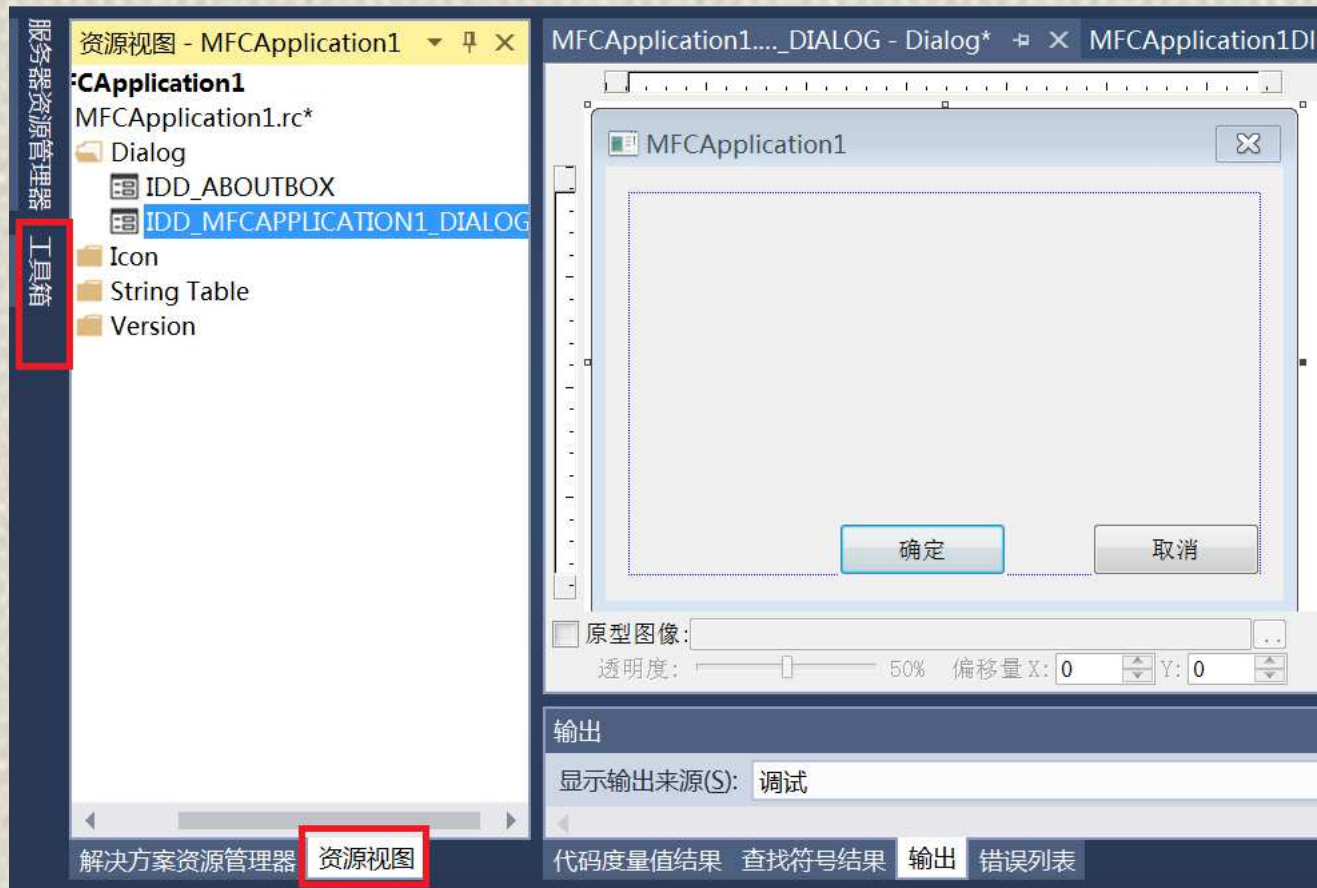 服务器资源管理器
工具箱
资源视图 - MFCApplication1
CApplication1
MFCApplication1.rc*
Dialog
IDD_ABOUTBOX
IDD_MFCAPPLICATION1_DIALOG
Icon
String Table
Version
解决方案资源管理器 资源视图
MFCApplication1...._DIALOG - Dialog* MFCApplication1DI
MFCApplication1
确定 取消
原型图像: ..
透明度: 50% 偏移量 X: 0 Y: 0
输出
显示输出来源(S): 调试
代码度量值结果 查找符号结果 输出 错误列表